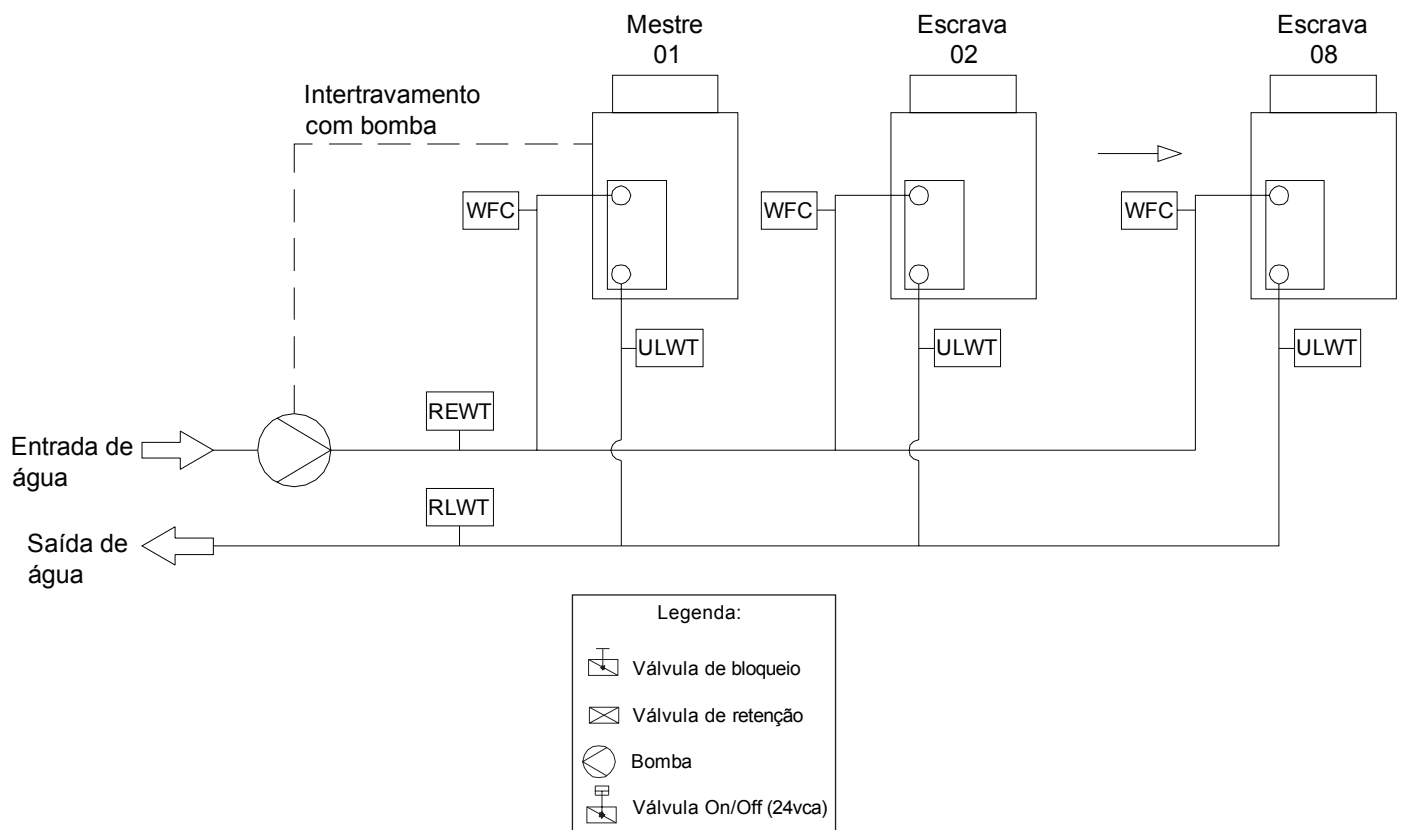 Mestre
01
Escrava
02
Escrava
08
Intertravamento
com bomba
WFC
WFC
WFC
ULWT
ULWT
ULWT
REWT
Entrada de
água
RLWT
Saída de
água
Legenda:
Válvula de bloqueio
Válvula de retenção
Bomba
Válvula On/Off (24vca)